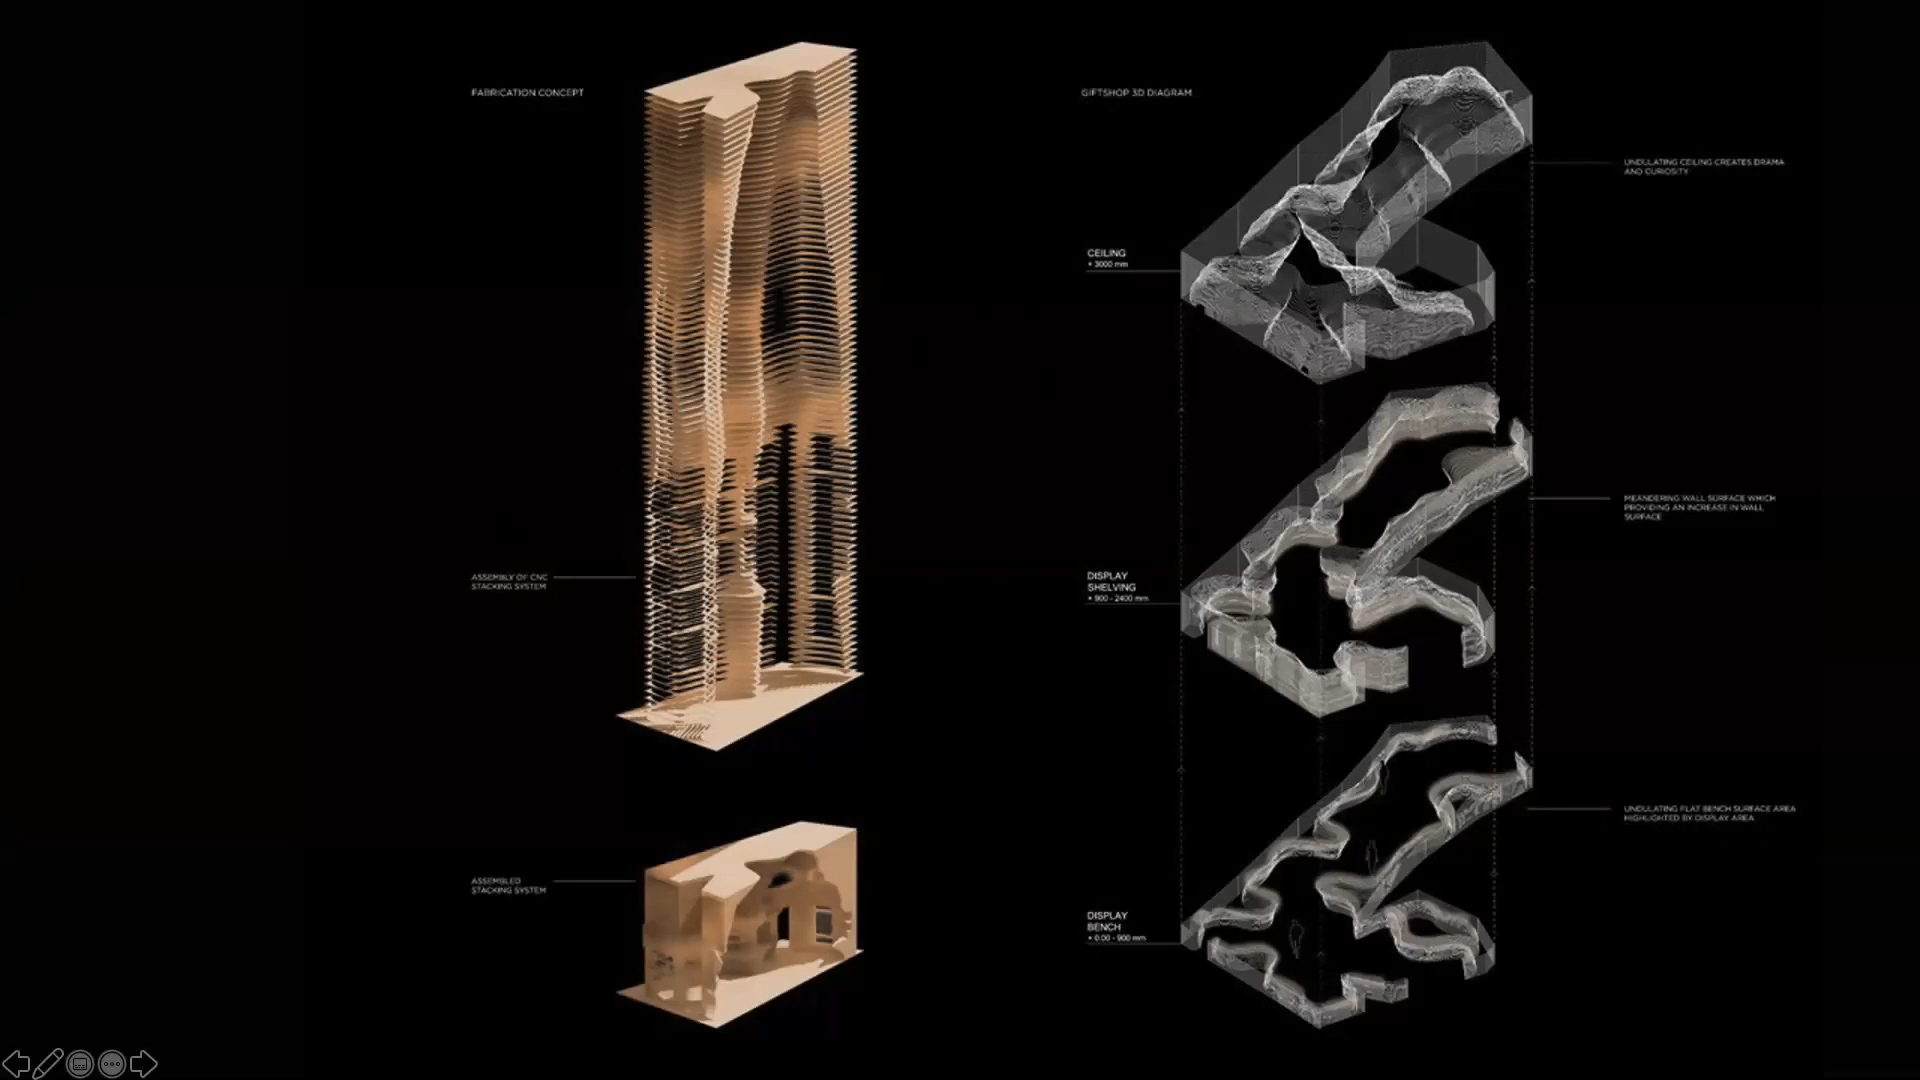 FABRICATION CONCEPT
ASSEMBLY OF CNC
STACKING SYSTEM
ASSEMBLED
STACKING SYSTEM
GIFTSHOP 3D DIAGRAM
CEILING
+ 3000 mm
UNDULATING CEILING CREATES DRAMA
AND CURIOSITY
DISPLAY
SHELVING
+ 900 - 2400 mm
MEANDERING WALL SURFACE WHICH
PROVIDING AN INCREASE IN WALL
SURFACE
DISPLAY
BENCH
+ 0.00 - 900 mm
UNDULATING FLAT BENCH SURFACE AREA
HIGHLIGHTED BY DISPLAY AREA